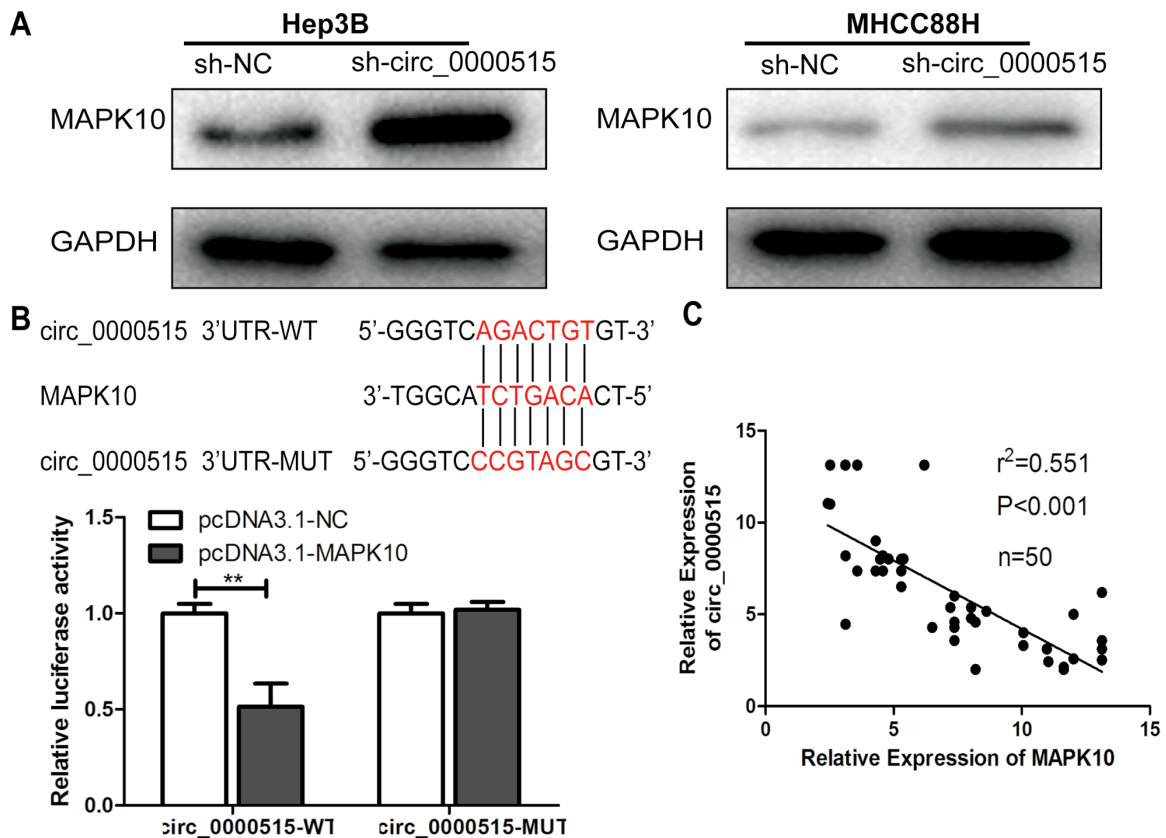 A
Hep3B
sh-NC sh-circ_0000515
MAPK10
GAPDH
MHCC88H
sh-NC sh-circ_0000515
MAPK10
GAPDH
B
circ_0000515 3'UTR-WT 5'-GGGTCAGACTGTGT-3'
MAPK10 3'-TGGCATCTGACACT-5'
circ_0000515 3'UTR-MUT 5'-GGGTCCCGTAGCGT-3'
Relative luciferase activity
1.5
1.0
0.5
0.0
pcDNA3.1-NC
pcDNA3.1-MAPK10
**
circ_0000515-WT circ_0000515-MUT
C
Relative Expression
of circ_0000515
15
10
5
0
r²=0.551
P<0.001
n=50
0 5 10 15
Relative Expression of MAPK10